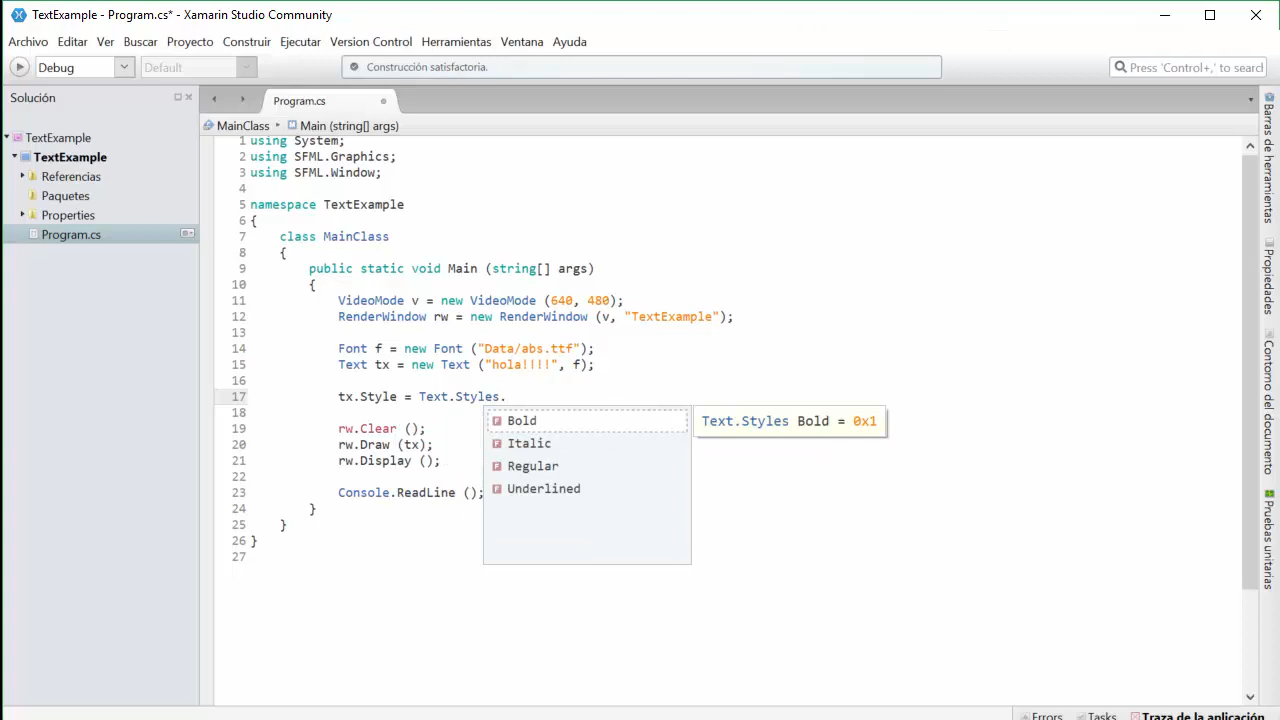 TextExample - Program.cs* - Xamarin Studio Community
Archivo Editar Ver Buscar Proyecto Construir Ejecutar Version Control Herramientas Ventana Ayuda
Debug Default Construcción satisfactoria. Press 'Control+,' to search
Solución
Program.cs
TextExample
TextExample
Referencias
Paquetes
Properties
Program.cs
MainClass Main (string[] args)
1 using System;
2 using SFML.Graphics;
3 using SFML.Window;
4
5 namespace TextExample
6 {
7 class MainClass
8 {
9 public static void Main (string[] args)
10 {
11 VideoMode v = new VideoMode (640, 480);
12 RenderWindow rw = new RenderWindow (v, "TextExample");
13
14 Font f = new Font ("Data/abs.ttf");
15 Text tx = new Text ("hola!!!!", f);
16
17 tx.Style = Text.Styles.
18
19 rw.Clear ();
20 rw.Draw (tx);
21 rw.Display ();
22
23 Console.ReadLine ();
24 }
25 }
26 }
27
Bold
Italic
Regular
Underlined
Text.Styles Bold = 0x1
Barras de herramientas
Propiedades
Contorno del documento
Pruebas unitarias
Errors Tasks Traza de la aplicación